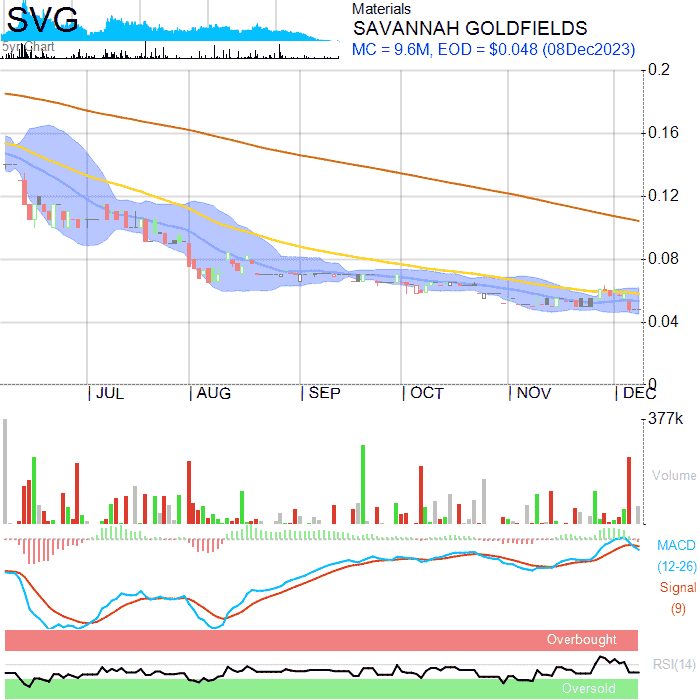 SVG
5yr Chart
Materials
SAVANNAH GOLDFIELDS
MC = 9.6M, EOD = $0.048 (08Dec2023)
0.2
0.16
0.12
0.08
0.04
0
JUL AUG SEP OCT NOV DEC
377k
Volume
MACD
(12-26)
Signal
(9)
Overbought
RSI(14)
Oversold